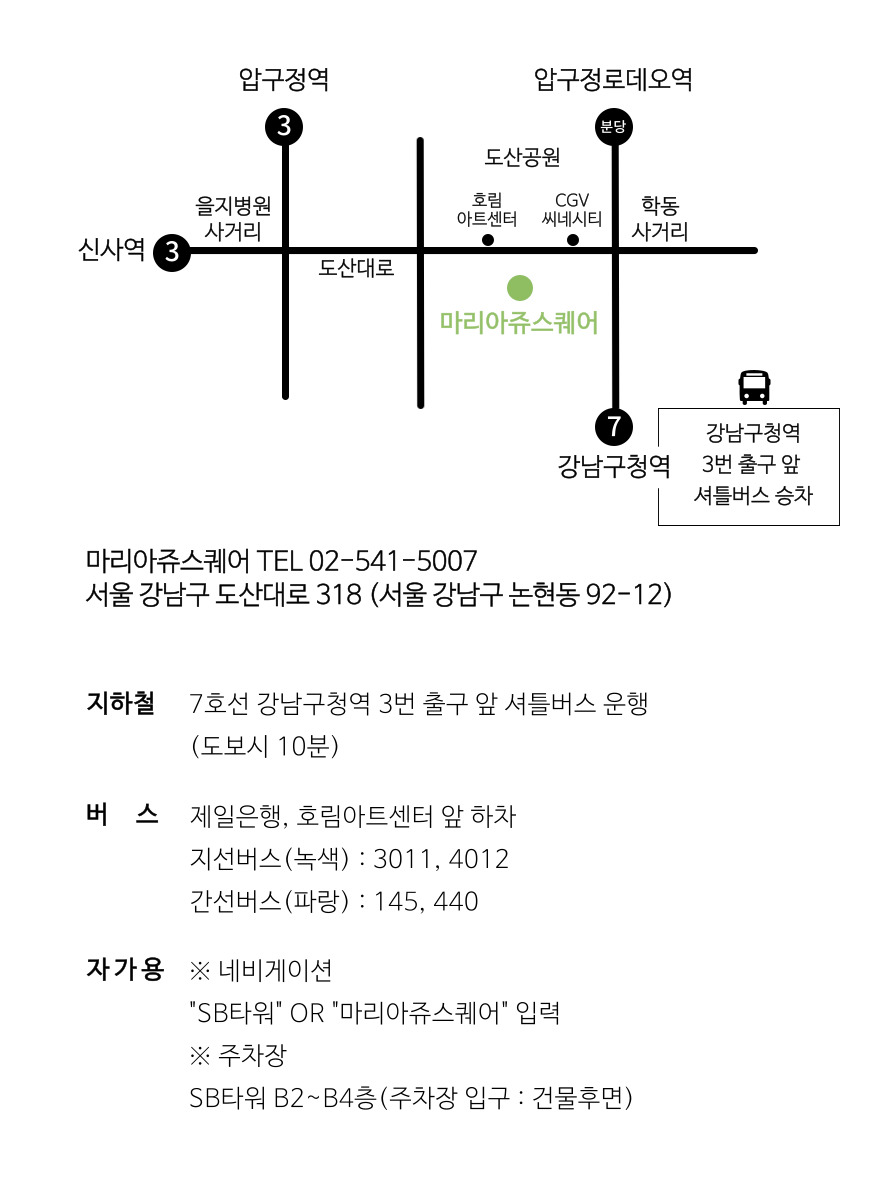 압구정역
압구정로데오역
3
분당
도산공원
을지병원
사거리
호림
아트센터
CGV
씨네시티
학동
사거리
신사역
3
도산대로
마리아쥬스퀘어
7
강남구청역
강남구청역
3번 출구 앞
셔틀버스 승차
마리아쥬스퀘어 TEL 02-541-5007
서울 강남구 도산대로 318 (서울 강남구 논현동 92-12)
지하철 7호선 강남구청역 3번 출구 앞 셔틀버스 운행
(도보시 10분)
버 스 제일은행, 호림아트센터 앞 하차
지선버스(녹색) : 3011, 4012
간선버스(파랑) : 145, 440
자가용 ※ 네비게이션
"SB타워" OR "마리아쥬스퀘어" 입력
※ 주차장
SB타워 B2~B4층(주차장 입구 : 건물후면)